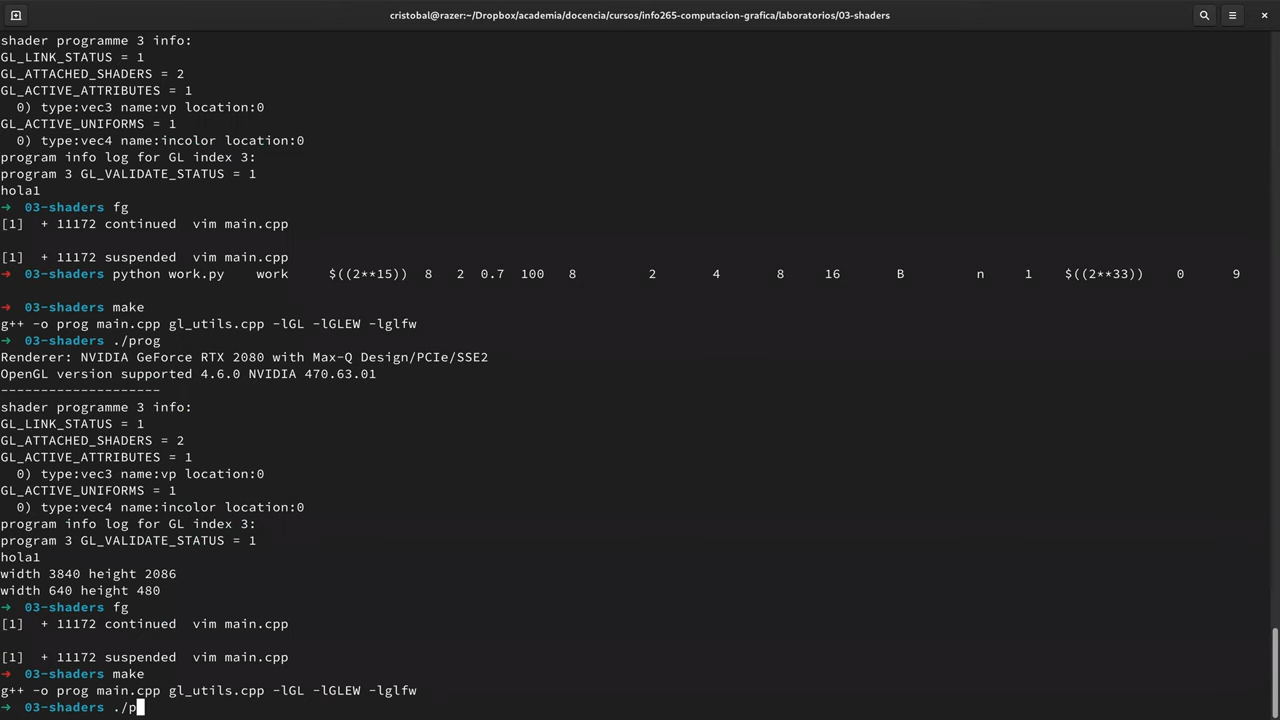 cristobal@razer:~/Dropbox/academia/docencia/cursos/info265-computacion-grafica/laboratorios/03-shaders
shader programme 3 info:
GL_LINK_STATUS = 1
GL_ATTACHED_SHADERS = 2
GL_ACTIVE_ATTRIBUTES = 1
  0) type:vec3 name:vp location:0
GL_ACTIVE_UNIFORMS = 1
  0) type:vec4 name:incolor location:0
program info log for GL index 3:
program 3 GL_VALIDATE_STATUS = 1
hola1
→  03-shaders fg
[1]  + 11172 continued  vim main.cpp
[1]  + 11172 suspended  vim main.cpp
→  03-shaders python work.py    work     $((2**15))  8   2  0.7  100   8         2       4       8     16       B         n     1    $((2**33))    0      9
→  03-shaders make
g++ -o prog main.cpp gl_utils.cpp -lGL -lGLEW -lglfw
→  03-shaders ./prog
Renderer: NVIDIA GeForce RTX 2080 with Max-Q Design/PCIe/SSE2
OpenGL version supported 4.6.0 NVIDIA 470.63.01
--------------------
shader programme 3 info:
GL_LINK_STATUS = 1
GL_ATTACHED_SHADERS = 2
GL_ACTIVE_ATTRIBUTES = 1
  0) type:vec3 name:vp location:0
GL_ACTIVE_UNIFORMS = 1
  0) type:vec4 name:incolor location:0
program info log for GL index 3:
program 3 GL_VALIDATE_STATUS = 1
hola1
width 3840 height 2086
width 640 height 480
→  03-shaders fg
[1]  + 11172 continued  vim main.cpp
[1]  + 11172 suspended  vim main.cpp
→  03-shaders make
g++ -o prog main.cpp gl_utils.cpp -lGL -lGLEW -lglfw
→  03-shaders ./p